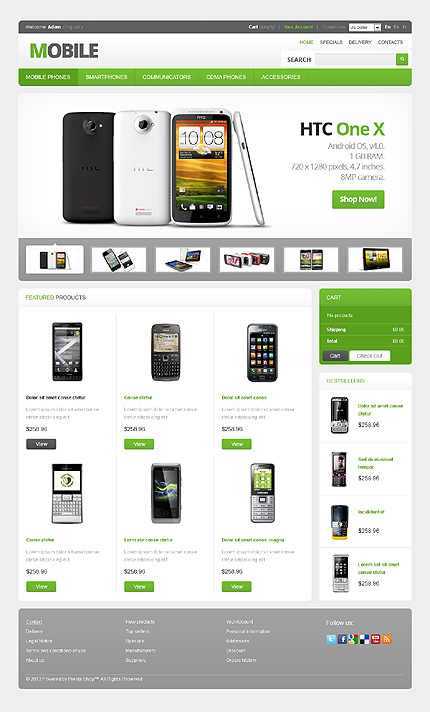 Welcome Adam (Log out)
Cart (empty) | Your Account | Currencies: US Dollar En Es Fr
MOBILE
HOME SPECIALS DELIVERY CONTACTS
SEARCH
MOBILE PHONES SMARTPHONES COMMUNICATORS CDMA PHONES ACCESSORIES
HTC One X
Android OS, v4.0.
1 GB RAM.
720 x 1280 pixels, 4.7 inches.
8MP camera.
Shop Now!
FEATURED PRODUCTS
Dolor sit amet conse ctetur
Lorem ipsum dolor sit amet conse
ctetur adipisicing elit
$258.96
View
Conse ctetur
Lorem ipsum dolor sit amet conse
ctetur adipisicing elit
$258.96
View
Dolor sit amet conse
Lorem ipsum dolor sit amet conse
ctetur adipisicing elit
$258.96
View
Conse ctetur
Lorem ipsum dolor sit amet conse
ctetur adipisicing elit
$258.96
View
Lorem site conse ctetur
Lorem ipsum dolor sit amet conse
ctetur adipisicing elit
$258.96
View
Dolor sit amet conse magna
Lorem ipsum dolor sit amet conse
ctetur adipisicing elit
$258.96
View
CART
No products
Shipping $0.00
Total $0.00
Cart Check Out
BESTSELLERS
Dolor sit amet conse
ctetur
$258.96
Sed do eiusmod
tempor
$258.96
Incididunt ut
$258.96
Lorem set amet conse
ctetur
$258.96
Contact
Delivery
Legal Notice
Terms and conditions of use
About us
New products
Top sellers
Specials
Manufacturers
Suppliers
Your Account
Personal information
Addresses
Discount
Orders history
Follow us:
© 2012 Powered by Presta Shop™. All Rights Reserved